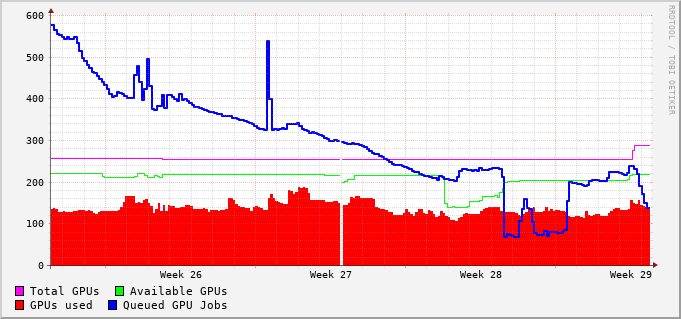 600
500
400
300
200
100
0
Week 26 Week 27 Week 28 Week 29
Total GPUs Available GPUs
GPUs used Queued GPU Jobs
RRDTOOL / TOBI OETIKER